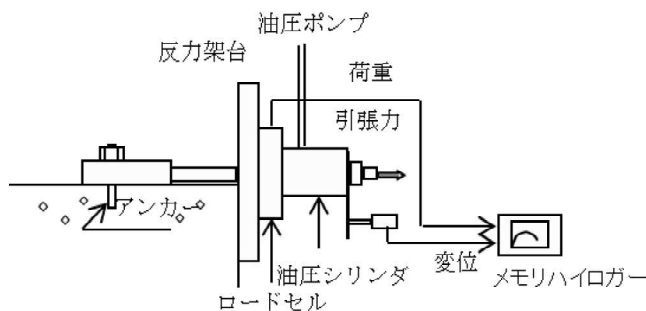 油圧ポンプ
反力架台
荷重
引張力
アンカー
油圧シリンダ
変位
メモリハイロガー
ロードセル